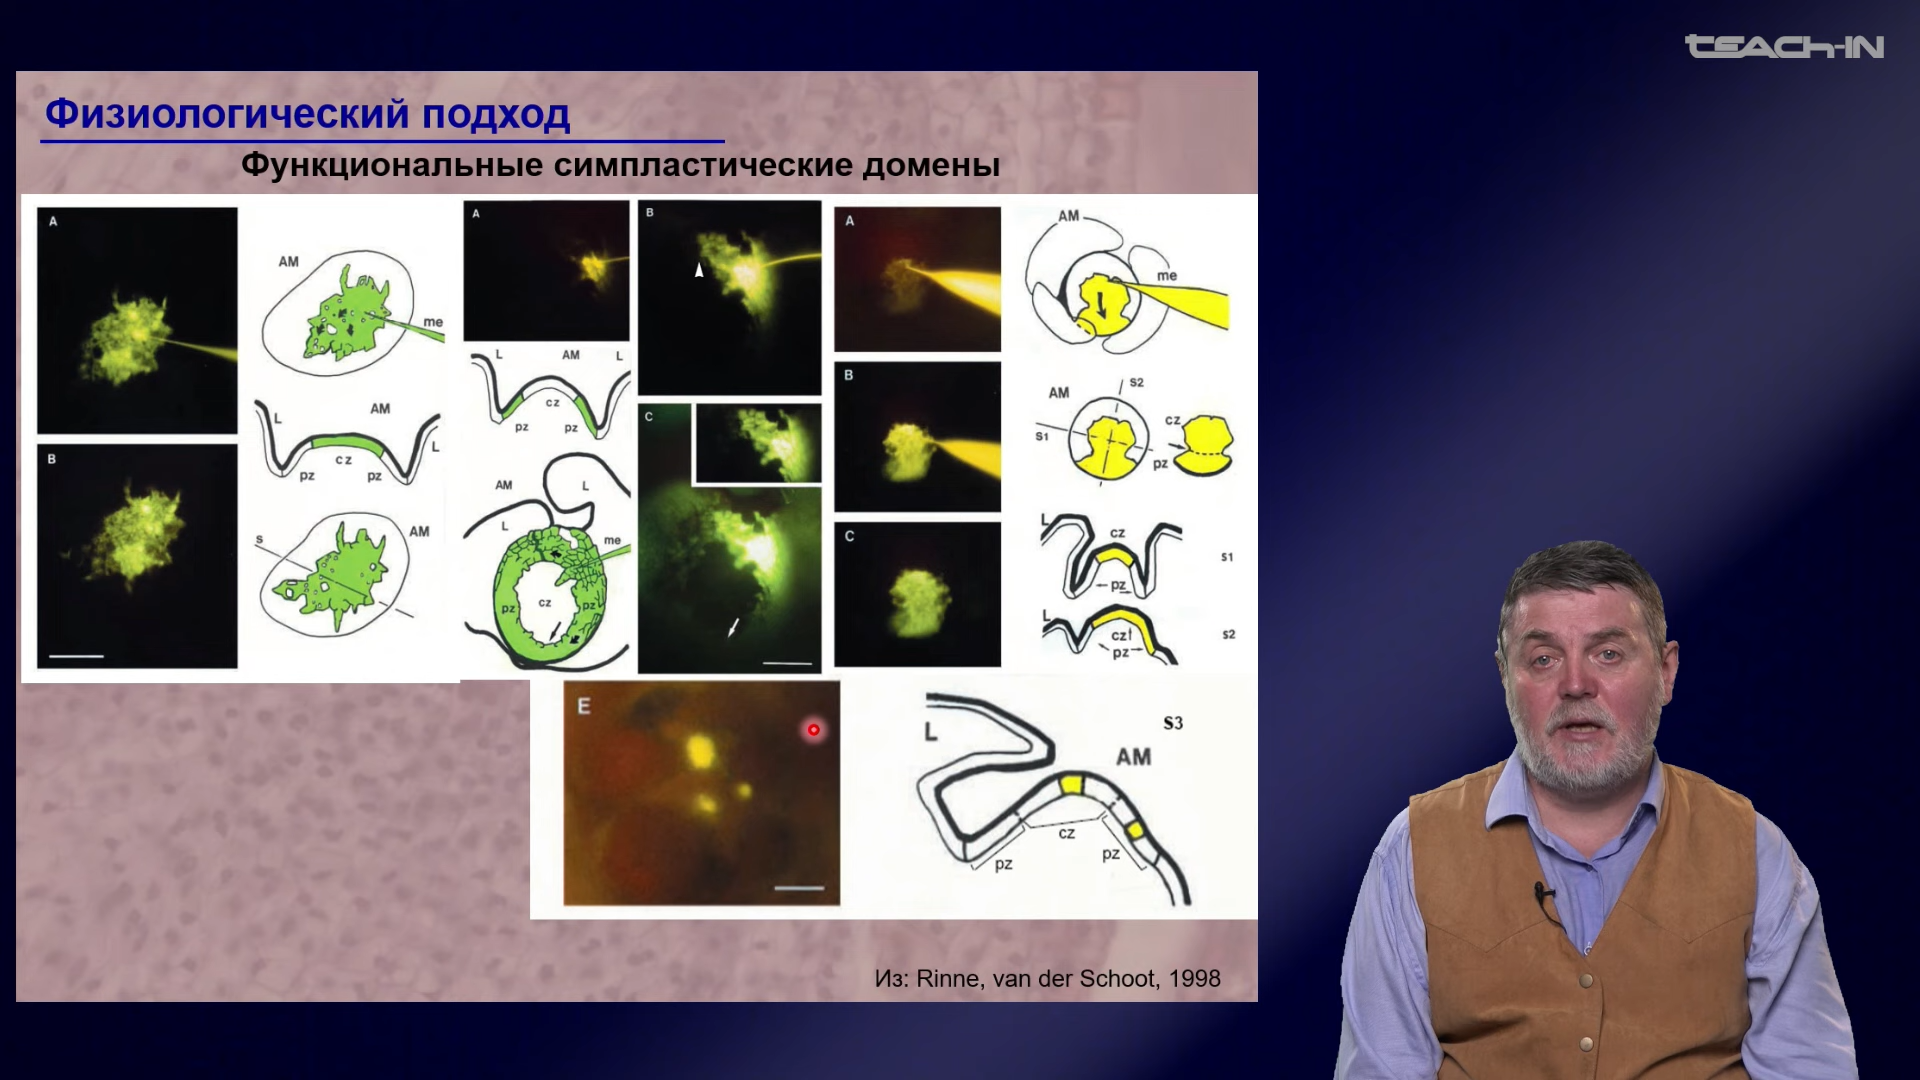 TEACH-IN
Физиологический подход
Функциональные симпластические домены
A
AM
me
L
AM
L
pz
cz
pz
B
s
AM
A
L
AM
L
cz
pz
pz
AM
L
L
me
pz
cz
pz
B
C
A
AM
me
B
AM
S2
S1
cz
pz
C
L
cz
S1
pz
L
cz
S2
pz
E
L
AM
S3
cz
pz
pz
Из: Rinne, van der Schoot, 1998